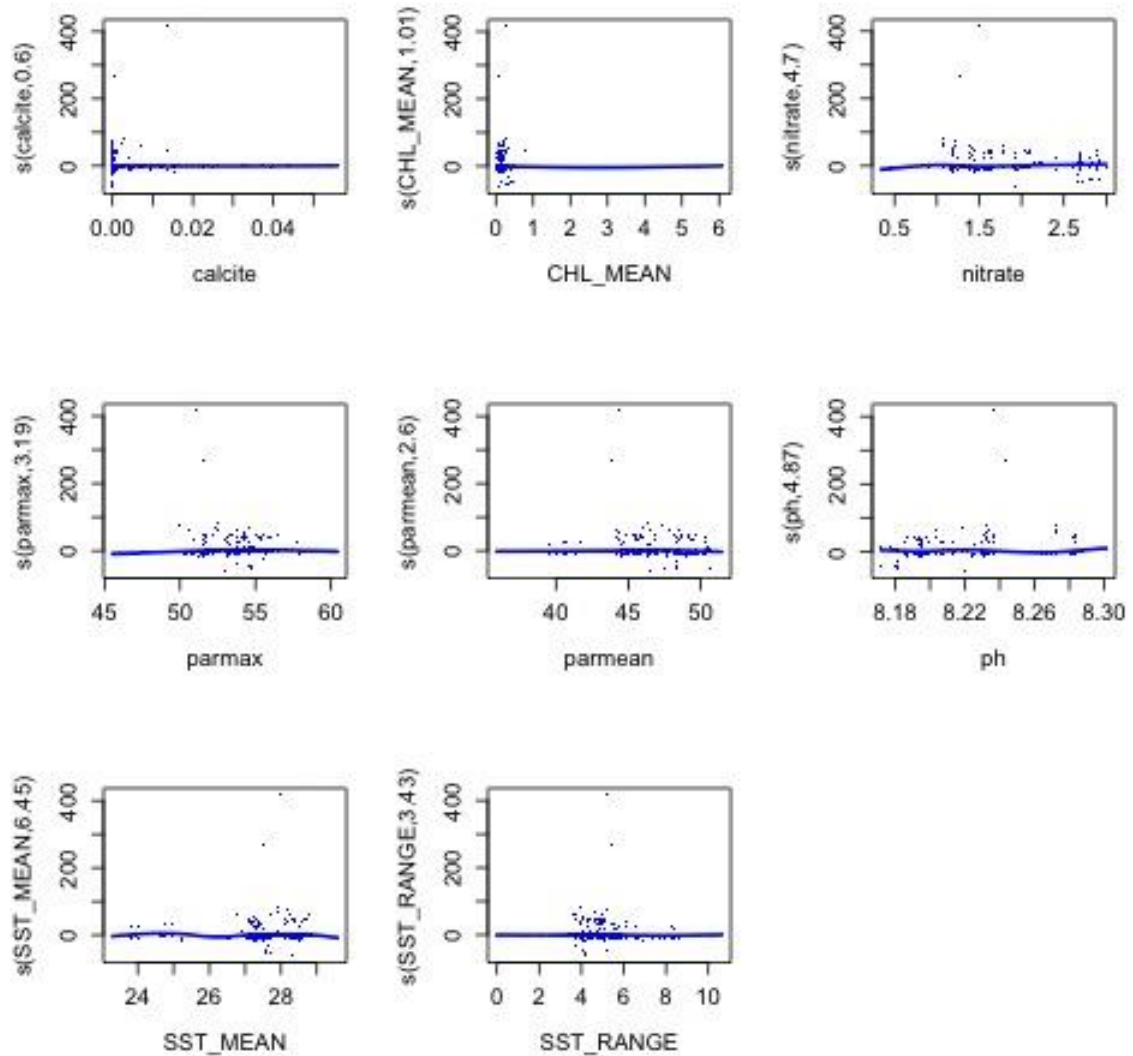 s(calcite,0.6)
400
200
0
0.00 0.02 0.04
calcite
s(CHL_MEAN,1.01)
400
200
0
0 1 2 3 4 5 6
CHL_MEAN
s(nitrate,4.7)
400
200
0
0.5 1.5 2.5
nitrate
s(parmax,3.19)
400
200
0
45 50 55 60
parmax
s(parmean,2.6)
400
200
0
40 45 50
parmean
s(ph,4.87)
400
200
0
8.18 8.22 8.26 8.30
ph
s(SST_MEAN,6.45)
400
200
0
24 26 28
SST_MEAN
s(SST_RANGE,3.43)
400
200
0
0 2 4 6 8 10
SST_RANGE